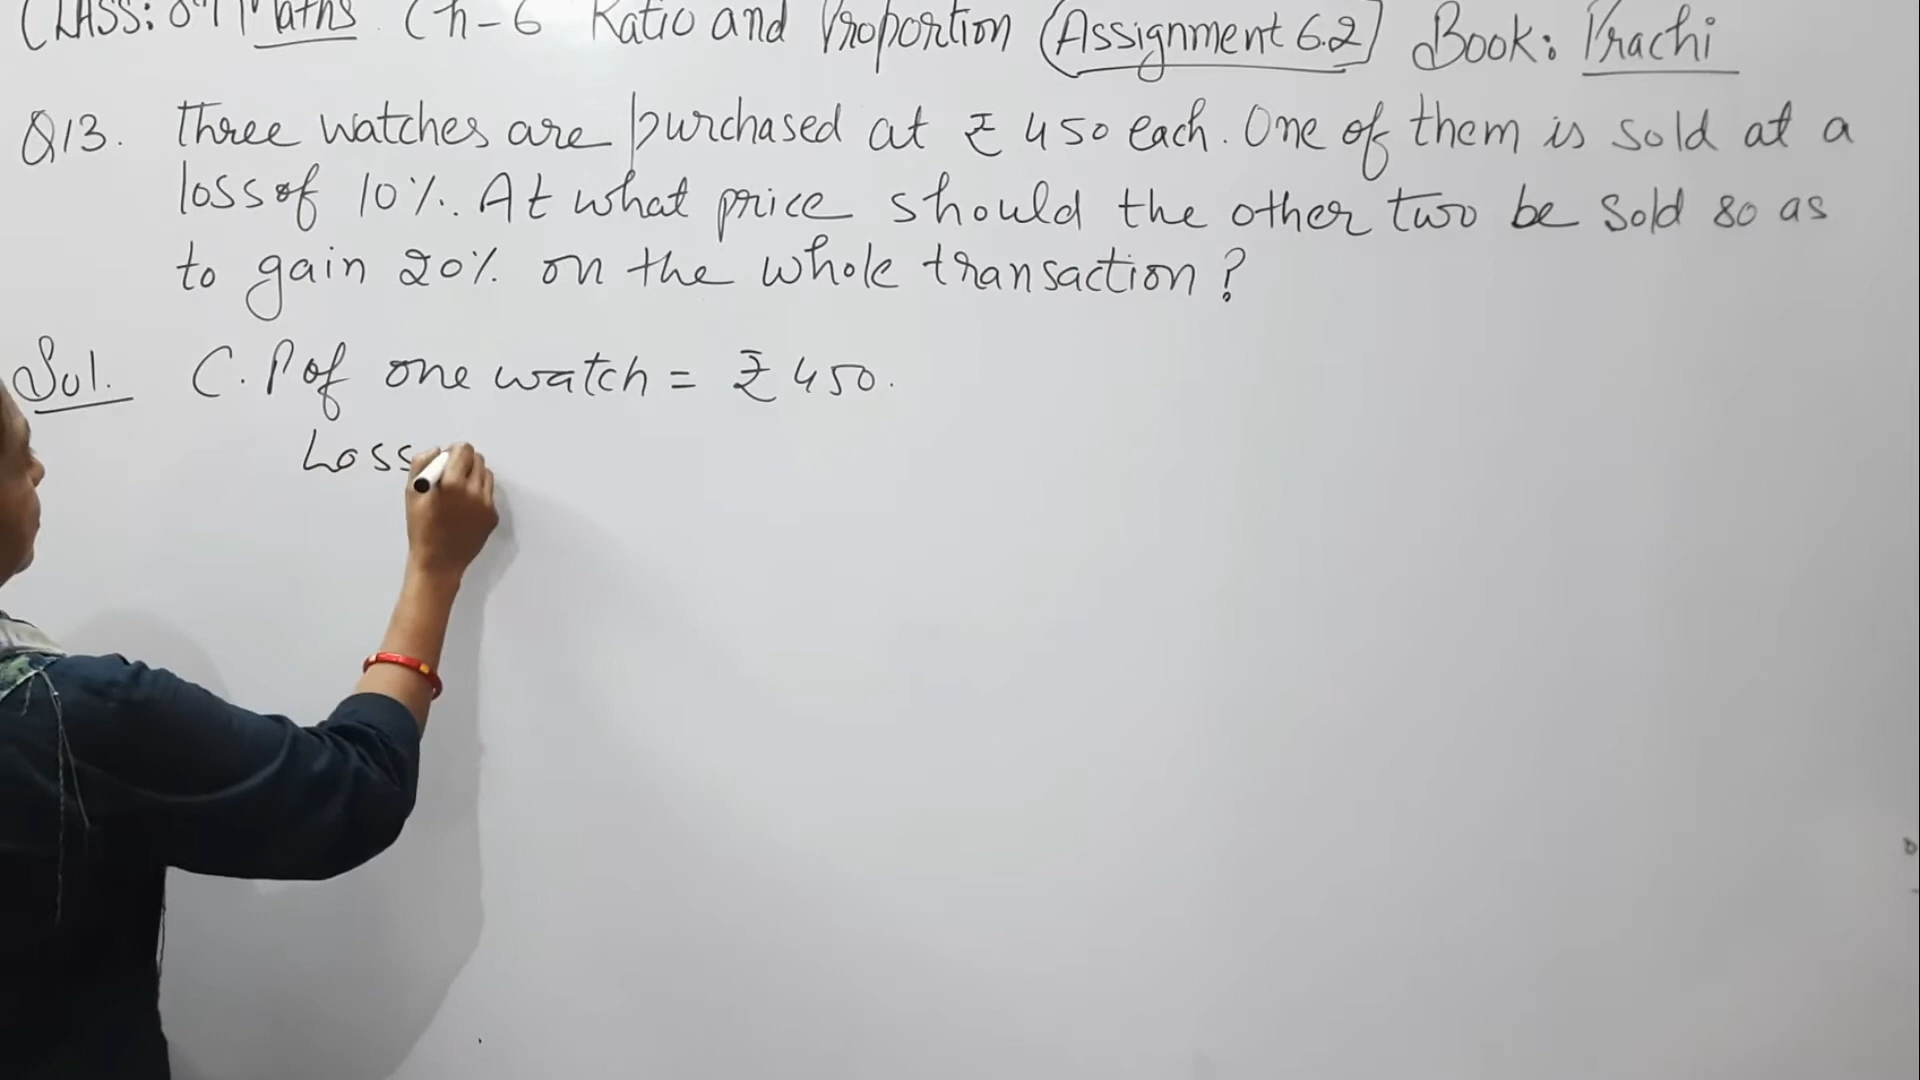 CLASS: 07 Maths Ch-6 Ratio and Proportion (Assignment 6.2) Book: Prachi
Q13. Three watches are purchased at ₹ 450 each. One of them is sold at a
loss of 10%. At what price should the other two be sold so as
to gain 20% on the whole transaction?
Sol. C.P of one watch = ₹ 450.
Loss